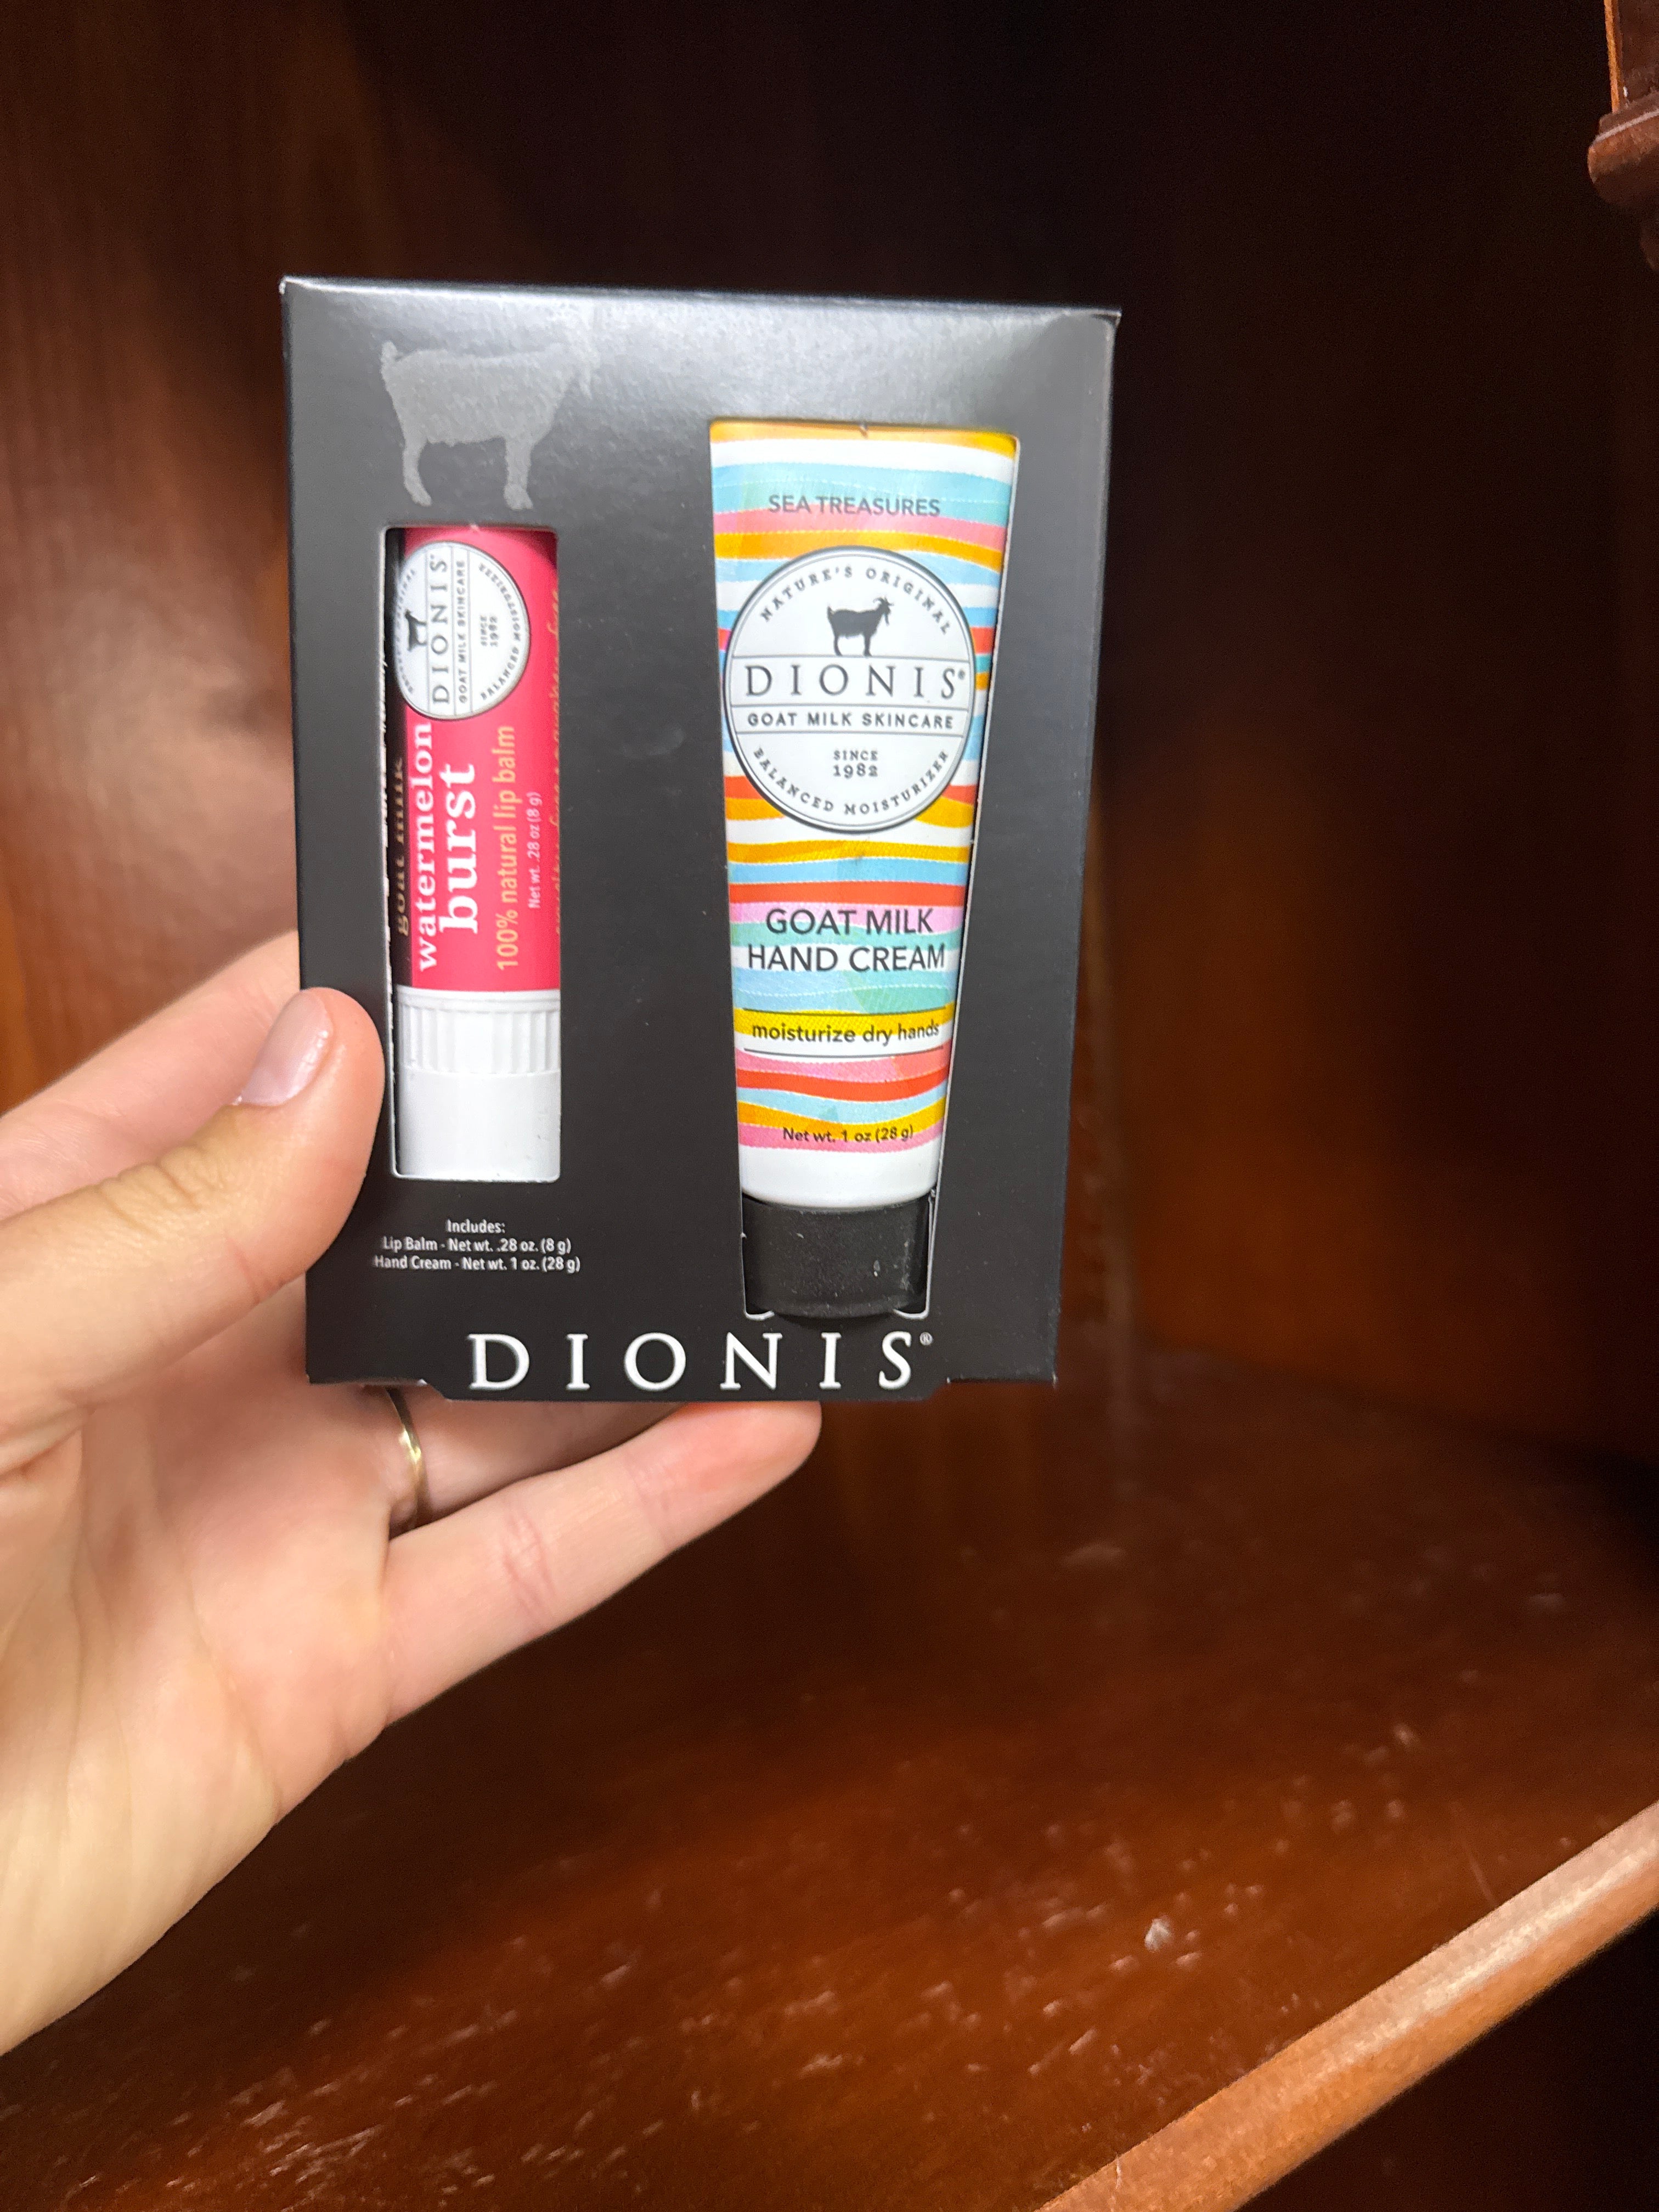 DIONIS®
GOAT MILK SKINCARE
SINCE
1982
BALANCED MOISTURIZER
goat milk
watermelon
burst
100% natural lip balm
Net wt. .28 oz (8 g)
SEA TREASURES
NATURE'S ORIGINAL
DIONIS®
GOAT MILK SKINCARE
SINCE
1982
BALANCED MOISTURIZER
GOAT MILK
HAND CREAM
moisturize dry hands
Net wt. 1 oz (28 g)
Includes:
Lip Balm - Net wt. .28 oz. (8 g)
Hand Cream - Net wt. 1 oz. (28 g)
DIONIS®